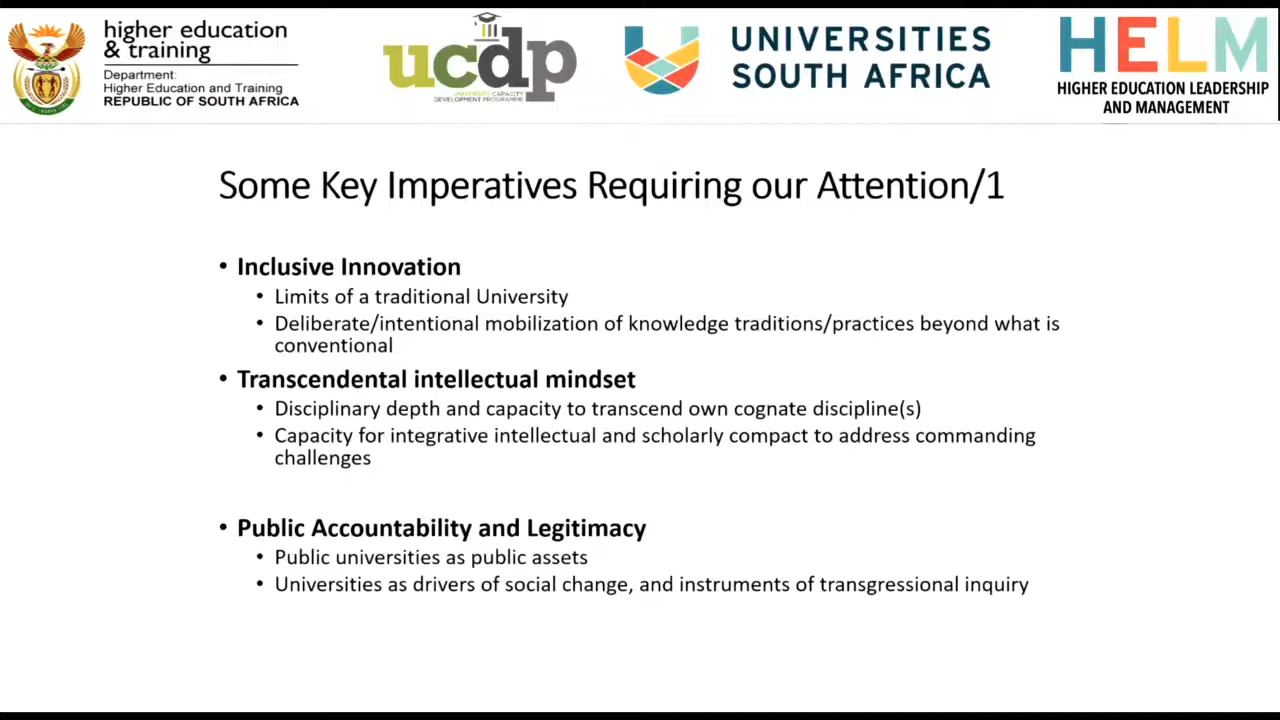 higher education
& training
Department:
Higher Education and Training
REPUBLIC OF SOUTH AFRICA
ucdp
UNIVERSITY CAPACITY
DEVELOPMENT PROGRAMME
UNIVERSITIES
SOUTH AFRICA
HELM
HIGHER EDUCATION LEADERSHIP
AND MANAGEMENT
Some Key Imperatives Requiring our Attention/1
• Inclusive Innovation
• Limits of a traditional University
• Deliberate/intentional mobilization of knowledge traditions/practices beyond what is
conventional
• Transcendental intellectual mindset
• Disciplinary depth and capacity to transcend own cognate discipline(s)
• Capacity for integrative intellectual and scholarly compact to address commanding
challenges
• Public Accountability and Legitimacy
• Public universities as public assets
• Universities as drivers of social change, and instruments of transgressional inquiry